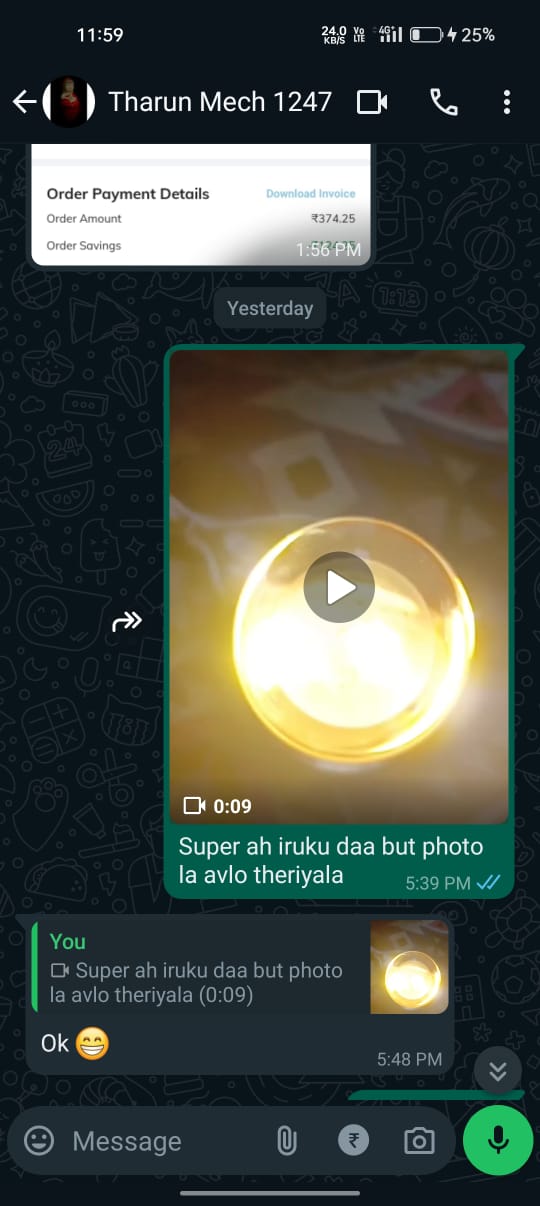 11:59
24.0 KB/S
Vo LTE
4G+
25%
Tharun Mech 1247
Order Payment Details
Download Invoice
Order Amount
₹374.25
Order Savings
1:56 PM
Yesterday
0:09
Super ah iruku daa but photo
la avlo theriyala
5:39 PM
You
Super ah iruku daa but photo
la avlo theriyala (0:09)
Ok
5:48 PM
Message